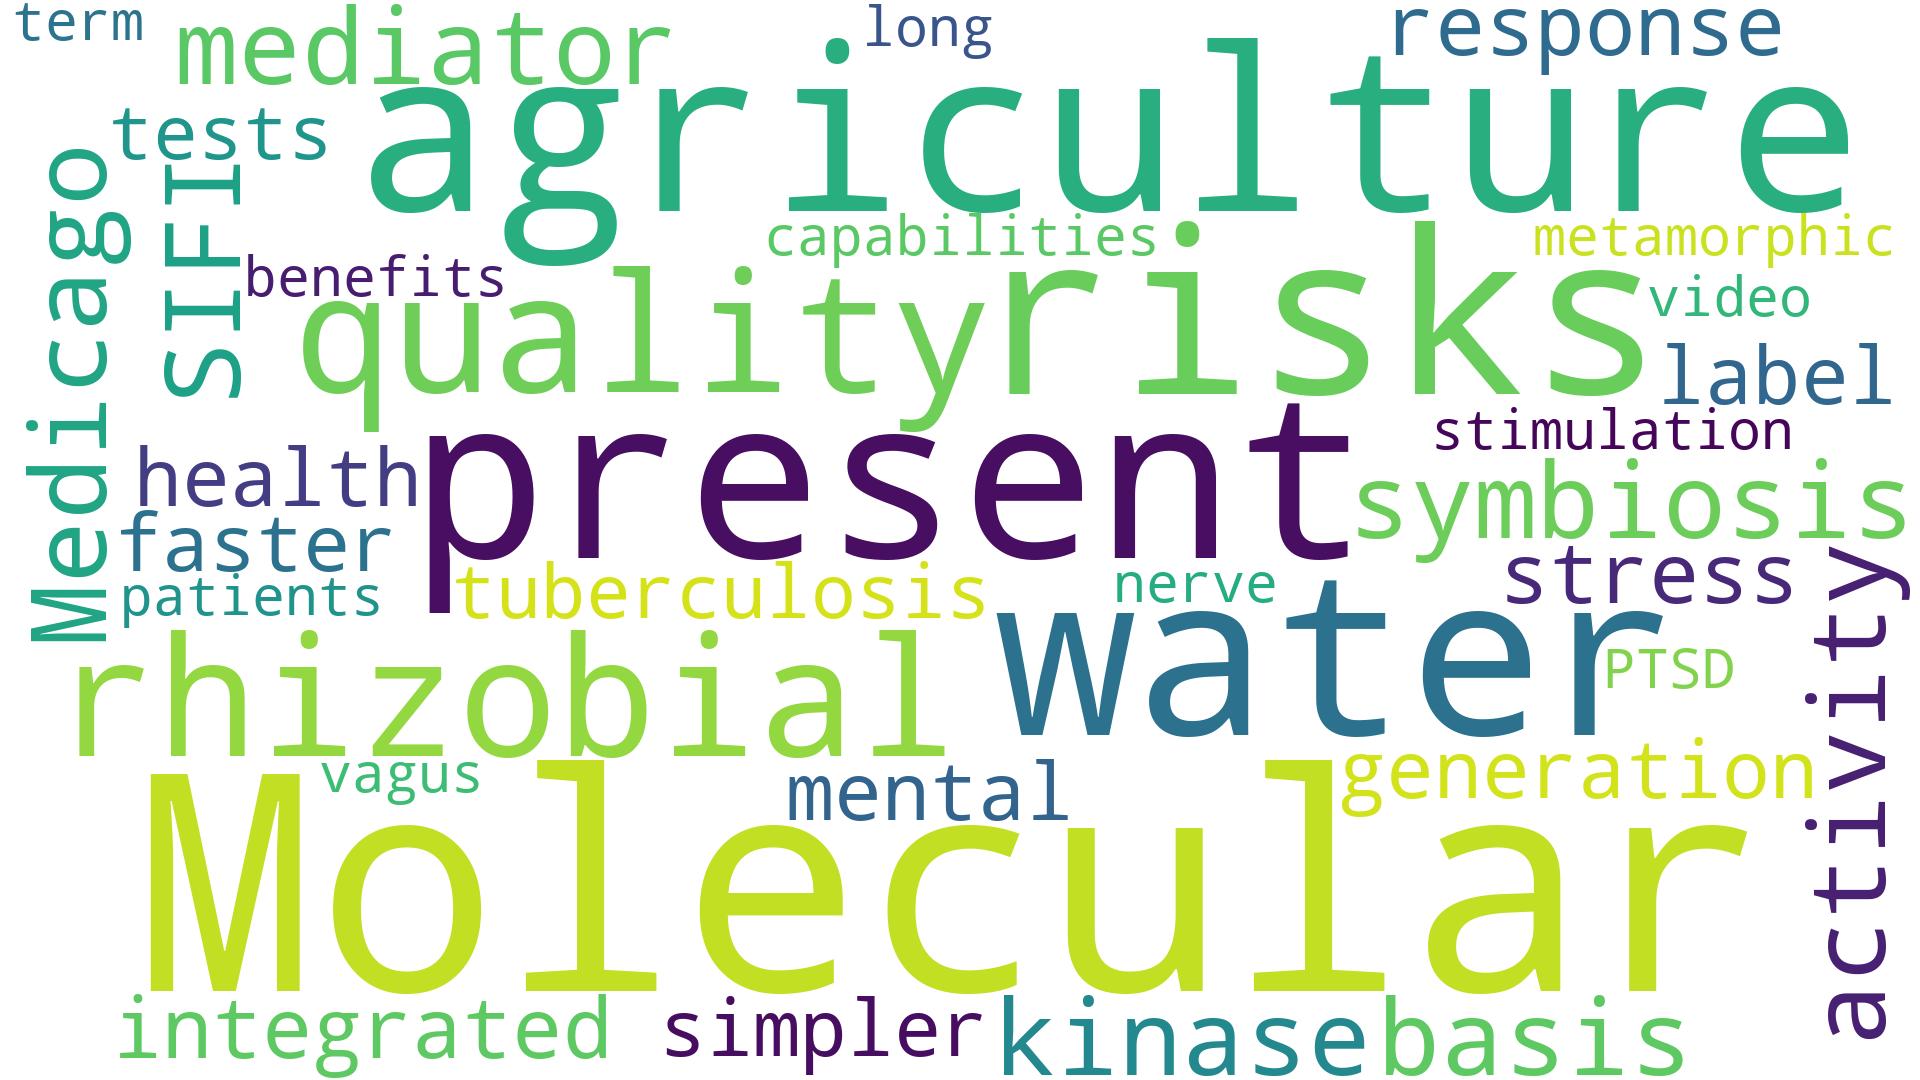 term
mediator
long
response
agriculture
tests
Medicago
SIFI
capabilities
metamorphic
benefits
quality
risks
video
label
present
stimulation
health
symbiosis
faster
stress
patients
tuberculosis
nerve
water
activity
rhizobial
PTSD
vagus
mental
generation
Molecular
integrated
simpler
kinase
basis